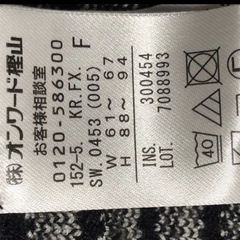 ㈱オンワード樫山
お客様相談室
0120-586300
152-5. KR.FX.
SW.0453 (005) F
W 61~ 67
H 88~ 94
INS. 300454
LOT. 7088993
40